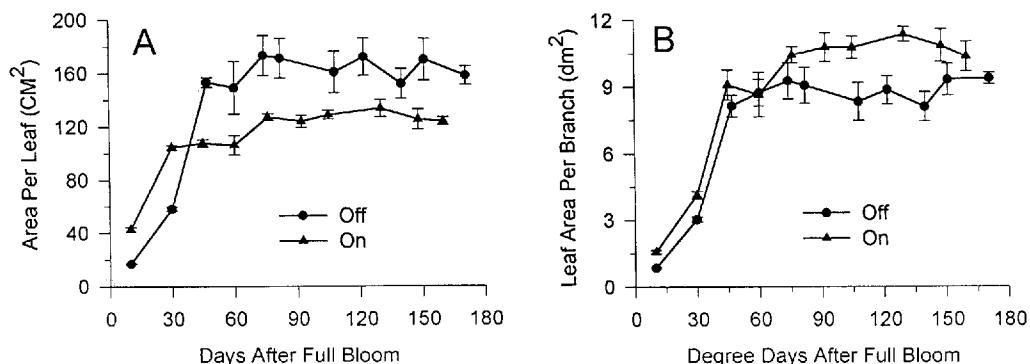 A
Area Per Leaf (CM²)
200
160
120
80
40
0
Off
On
0 30 60 90 120 150 180
Days After Full Bloom
B
Leaf Area Per Branch (dm²)
12
9
6
3
0
Off
On
0 30 60 90 120 150 180
Degree Days After Full Bloom